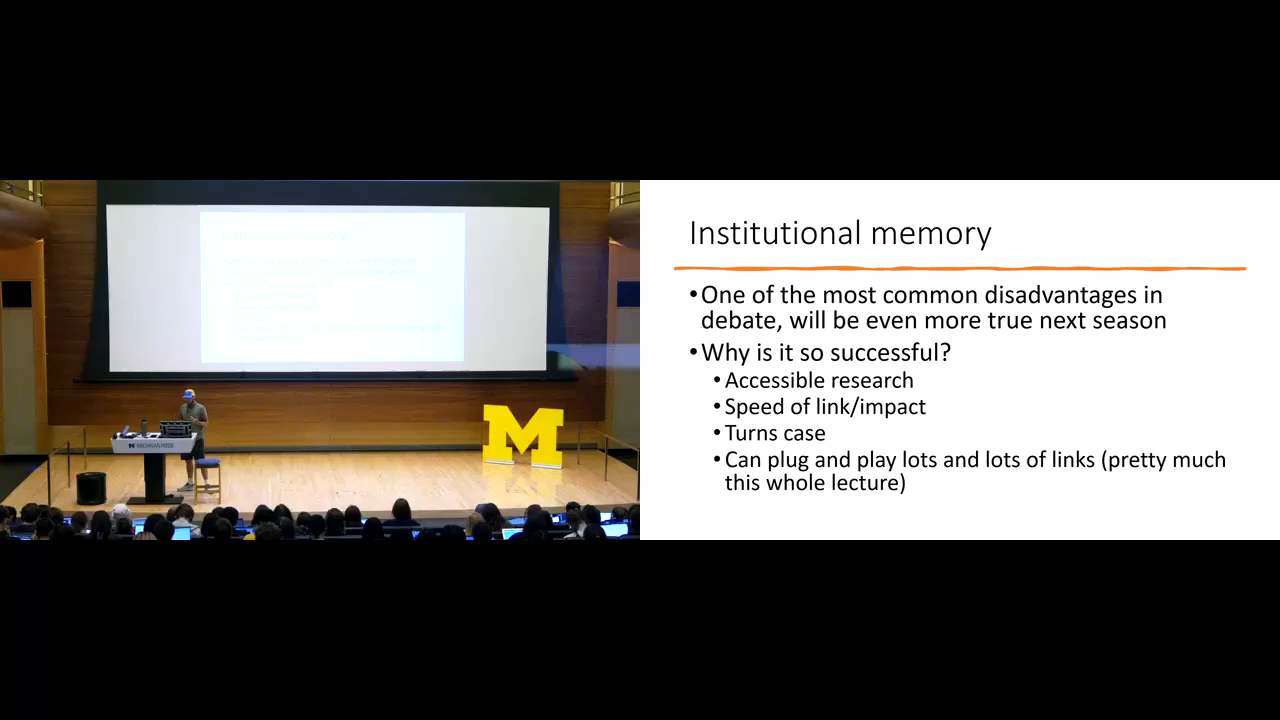 Institutional memory
•One of the most common disadvantages in
debate, will be even more true next season
•Why is it so successful?
•Accessible research
•Speed of link/impact
•Turns case
•Can plug and play lots and lots of links (pretty much
this whole lecture)
M